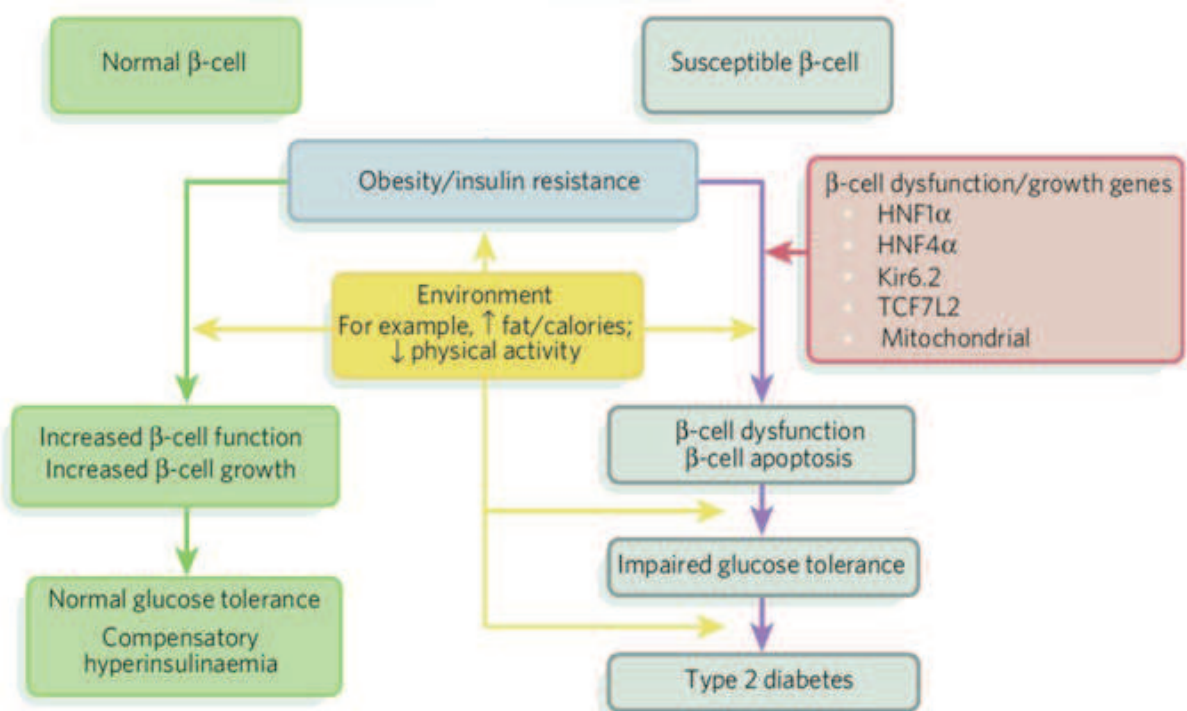 Normal β-cell
Susceptible β-cell
Obesity/insulin resistance
β-cell dysfunction/growth genes
HNF1α
HNF4α
Kir6.2
TCF7L2
Mitochondrial
Environment
For example, ↑ fat/calories;
↓ physical activity
Increased β-cell function
Increased β-cell growth
β-cell dysfunction
β-cell apoptosis
Impaired glucose tolerance
Normal glucose tolerance
Compensatory
hyperinsulinaemia
Type 2 diabetes